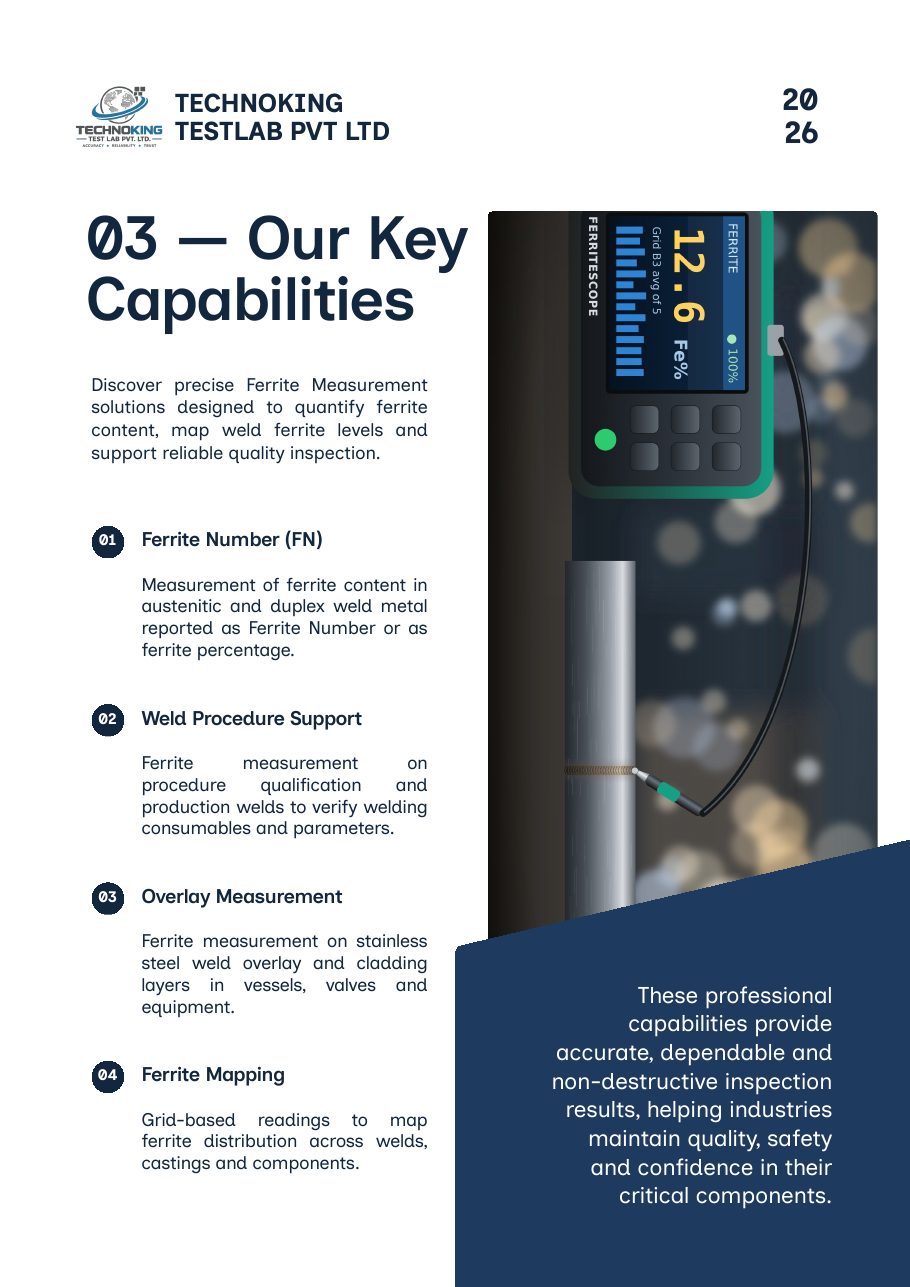 TECHNOKING
TEST LAB PVT. LTD.
ACCURACY • RELIABILITY • TRUST
TECHNOKING
TESTLAB PVT LTD
20
26
03 — Our Key
Capabilities
Discover precise Ferrite Measurement
solutions designed to quantify ferrite
content, map weld ferrite levels and
support reliable quality inspection.
01 Ferrite Number (FN)
Measurement of ferrite content in
austenitic and duplex weld metal
reported as Ferrite Number or as
ferrite percentage.
02 Weld Procedure Support
Ferrite measurement on
procedure qualification and
production welds to verify welding
consumables and parameters.
03 Overlay Measurement
Ferrite measurement on stainless
steel weld overlay and cladding
layers in vessels, valves and
equipment.
04 Ferrite Mapping
Grid-based readings to map
ferrite distribution across welds,
castings and components.
FERRITE 100%
12.6 Fe%
Grid B3 avg of 5
FERRITESCOPE
These professional
capabilities provide
accurate, dependable and
non-destructive inspection
results, helping industries
maintain quality, safety
and confidence in their
critical components.